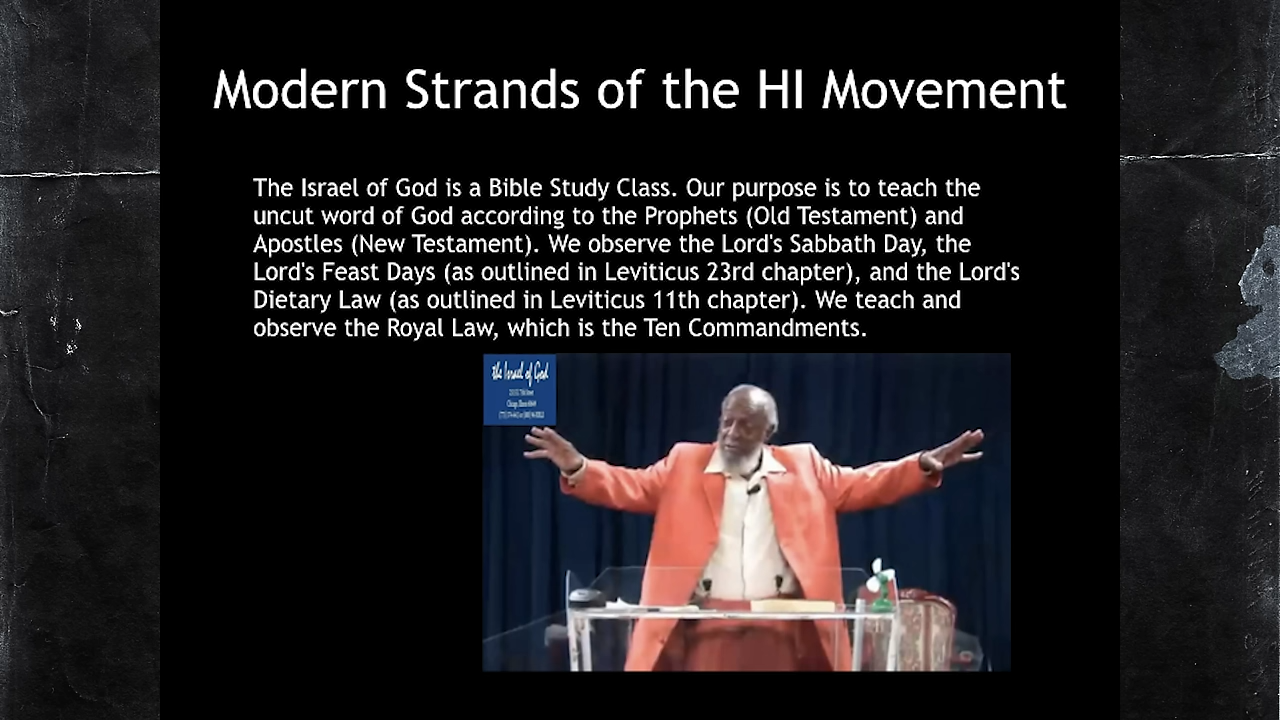 Modern Strands of the HI Movement
The Israel of God is a Bible Study Class. Our purpose is to teach the
uncut word of God according to the Prophets (Old Testament) and
Apostles (New Testament). We observe the Lord's Sabbath Day, the
Lord's Feast Days (as outlined in Leviticus 23rd chapter), and the Lord's
Dietary Law (as outlined in Leviticus 11th chapter). We teach and
observe the Royal Law, which is the Ten Commandments.
the Israel of God